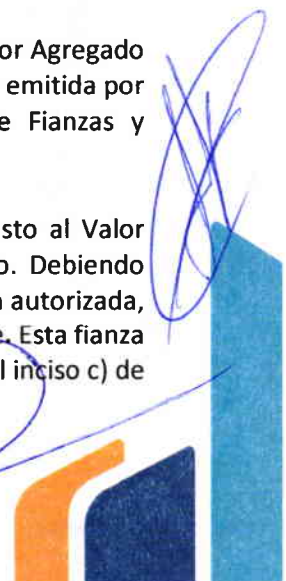 or Agregado
emitida por
e Fianzas y
sto al Valor
o. Debiendo
autorizada,
e. Esta fianza
l inciso c) de